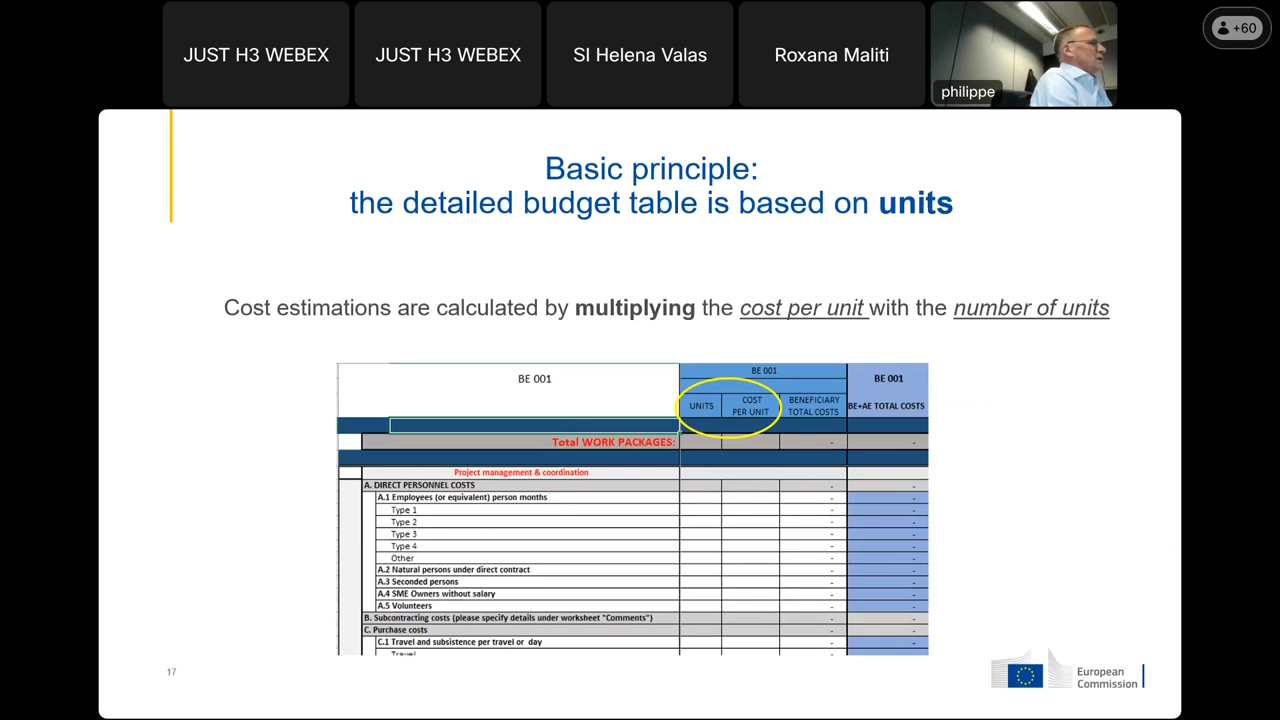 JUST H3 WEBEX
JUST H3 WEBEX
SI Helena Valas
Roxana Maliti
philippe
+60
Basic principle:
the detailed budget table is based on units
Cost estimations are calculated by multiplying the cost per unit with the number of units
BE 001
BE 001
BE 001
UNITS
COST
PER UNIT
BENEFICIARY
TOTAL COSTS
BE+AE TOTAL COSTS
Total WORK PACKAGES:
- -
Project management & coordination
A. DIRECT PERSONNEL COSTS - -
A.1 Employees (or equivalent) person months - -
Type 1 - -
Type 2 - -
Type 3 - -
Type 4 - -
Other - -
A.2 Natural persons under direct contract - -
A.3 Seconded persons - -
A.4 SME Owners without salary - -
A.5 Volunteers - -
B. Subcontracting costs (please specify details under worksheet "Comments") - -
C. Purchase costs - -
C.1 Travel and subsistence per travel or day - -
Travel - -
17
European
Commission